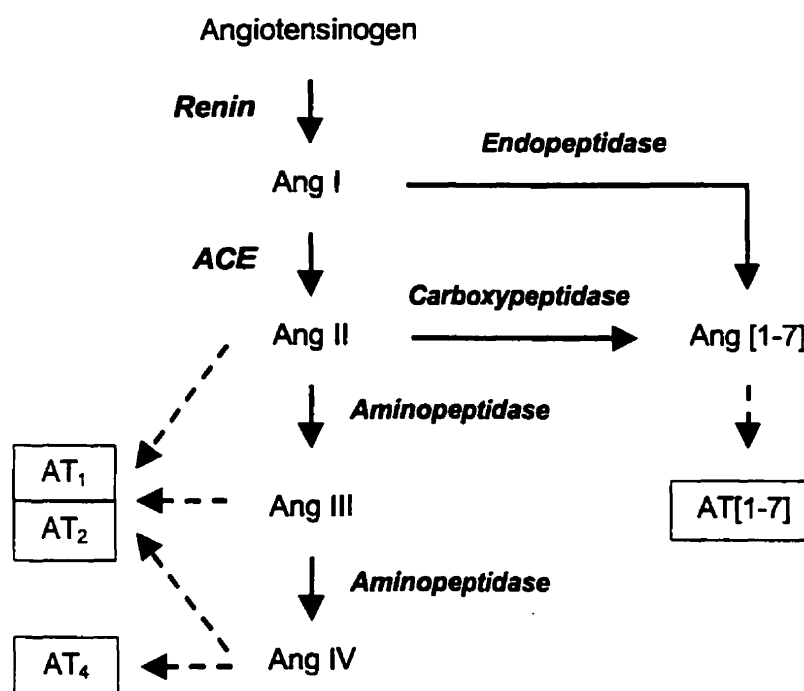 Angiotensinogen
Renin
Endopeptidase
Ang I
ACE
Carboxypeptidase
Ang II
Ang [1-7]
Aminopeptidase
AT₁
Ang III
AT[1-7]
AT₂
Aminopeptidase
Ang IV
AT₄